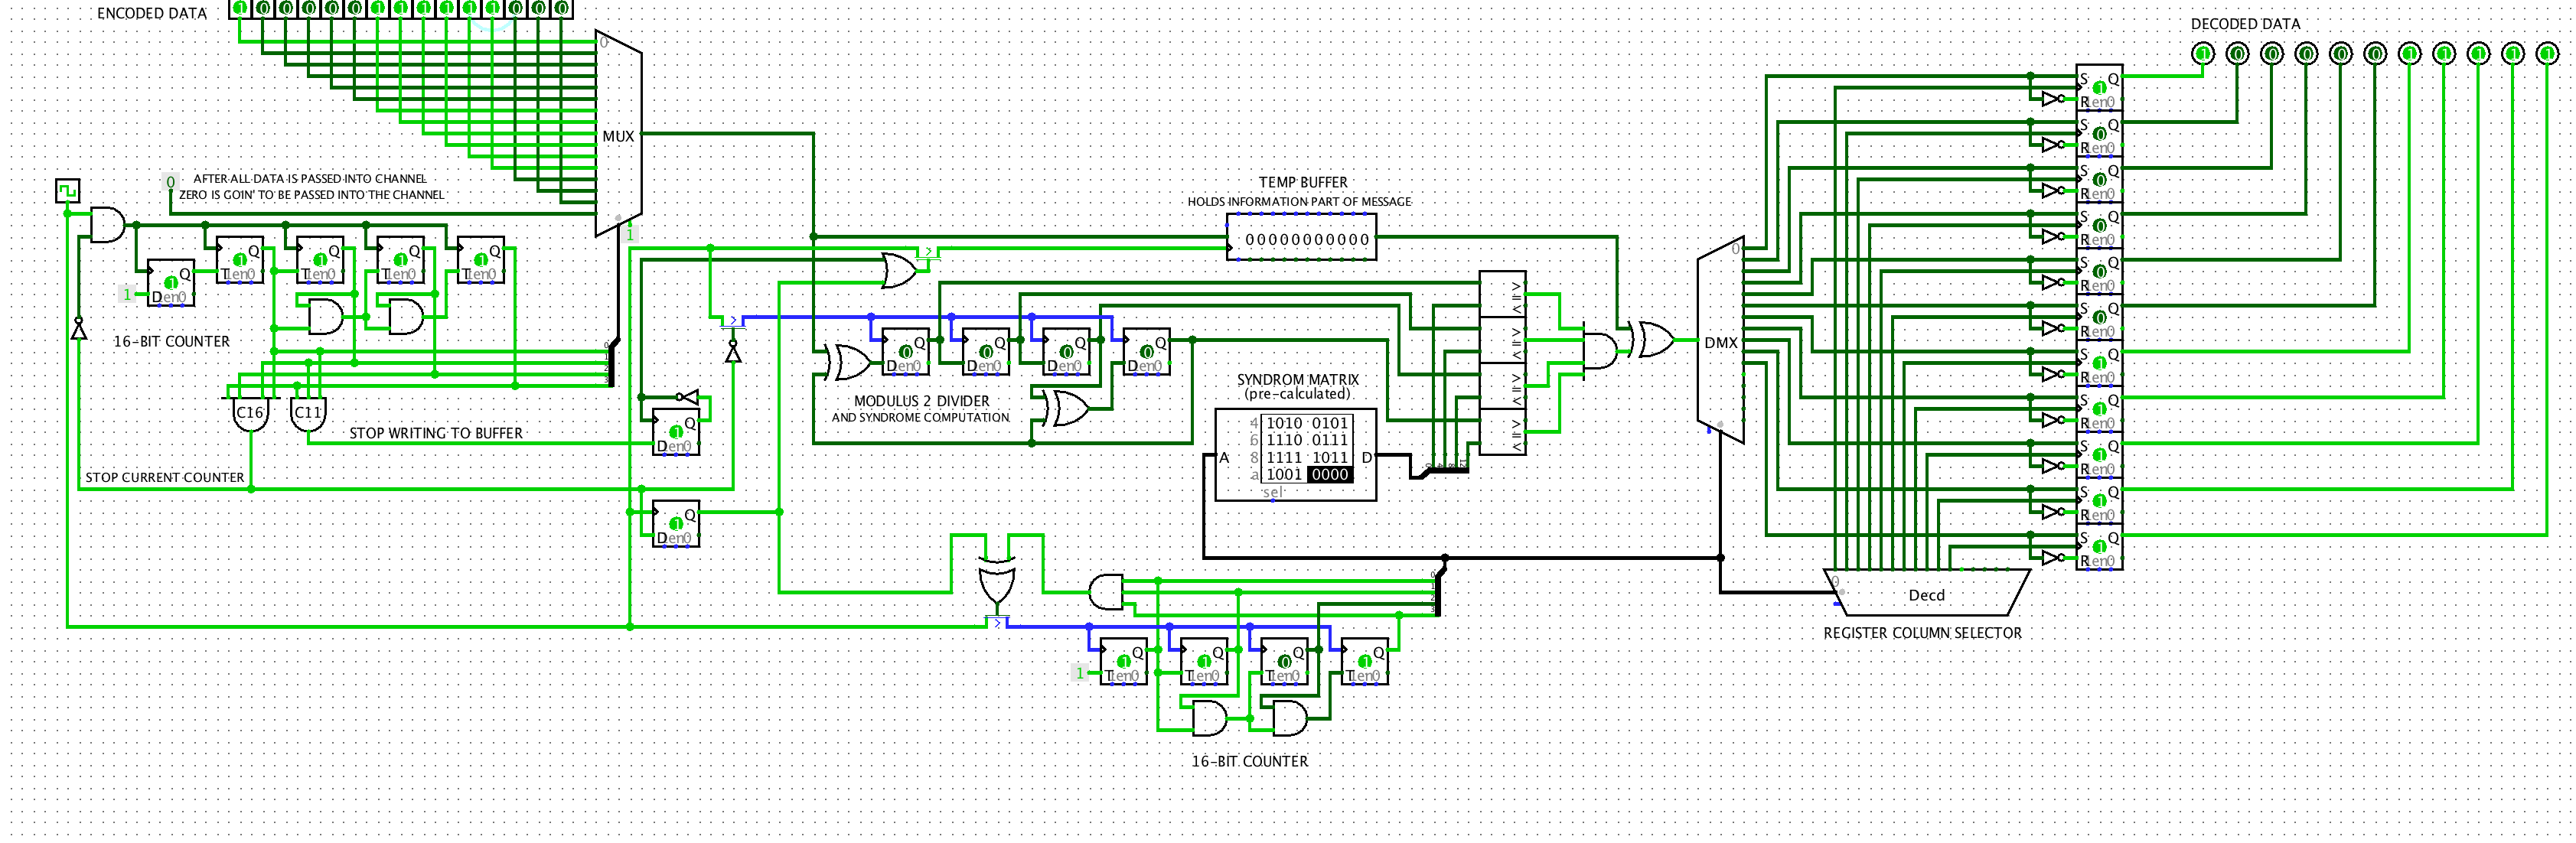 ENCODED DATA
1 0 0 0 0 0 1 1 1 1 1 1 0 0 0
DECODED DATA
1 0 0 0 0 0 1 1 1 1 1
0
MUX
0 AFTER ALL DATA IS PASSED INTO CHANNEL
ZERO IS GOIN' TO BE PASSED INTO THE CHANNEL
1
16-BIT COUNTER
C16
C11
STOP WRITING TO BUFFER
STOP CURRENT COUNTER
TEMP BUFFER
HOLDS INFORMATION PART OF MESSAGE
00000000000
MODULUS 2 DIVIDER
AND SYNDROME COMPUTATION
SYNDROM MATRIX
(pre-calculated)
4 1010 0101
6 1110 0111
A 8 1111 1011 D
a 1001 0000
sel
0
DMX
0
Decd
REGISTER COLUMN SELECTOR
1
16-BIT COUNTER